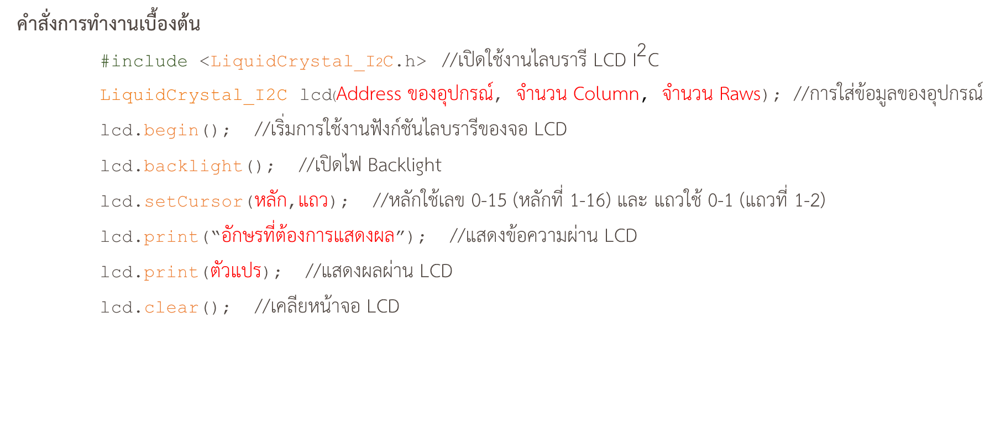 คำสั่งการทำงานเบื้องต้น
#include <LiquidCrystal_I2C.h> //เปิดใช้งานไลบรารี LCD I²C
LiquidCrystal_I2C lcd(Address ของอุปกรณ์, จำนวน Column, จำนวน Raws); //การใส่ข้อมูลของอุปกรณ์
lcd.begin(); //เริ่มการใช้งานฟังก์ชันไลบรารีของจอ LCD
lcd.backlight(); //เปิดไฟ Backlight
lcd.setCursor(หลัก,แถว); //หลักใช้เลข 0-15 (หลักที่ 1-16) และ แถวใช้ 0-1 (แถวที่ 1-2)
lcd.print(“อักษรที่ต้องการแสดงผล”); //แสดงข้อความผ่าน LCD
lcd.print(ตัวแปร); //แสดงผลผ่าน LCD
lcd.clear(); //เคลียหน้าจอ LCD